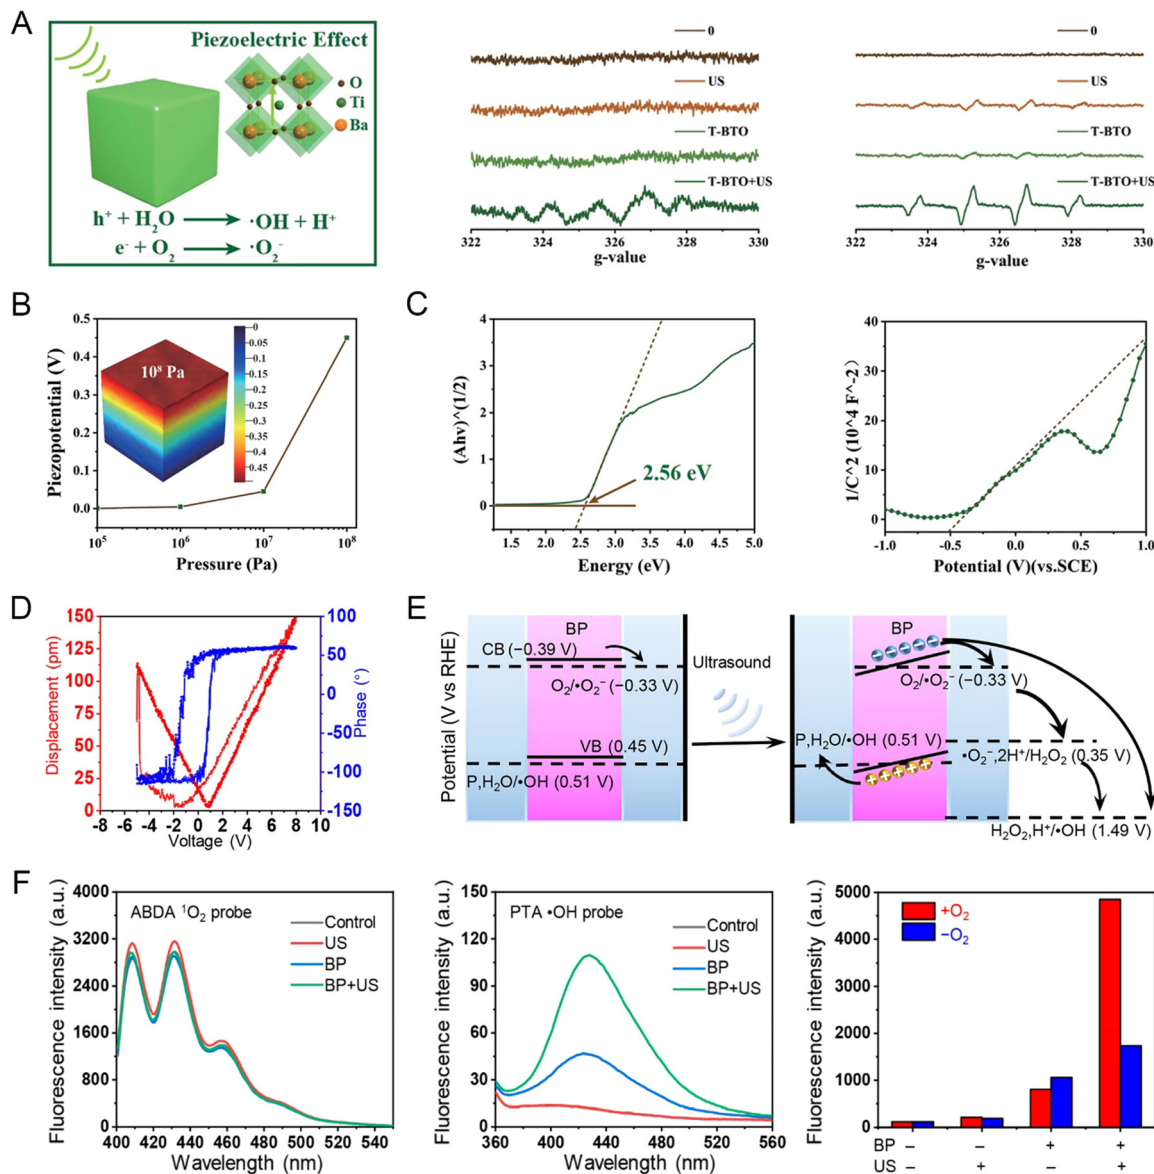 A
Piezoelectric Effect
O
Ti
Ba
h⁺ + H₂O → ·OH + H⁺
e⁻ + O₂ → ·O₂⁻
0
US
T-BTO
T-BTO+US
322 324 326 328 330
g-value
0
US
T-BTO
T-BTO+US
322 324 326 328 330
g-value
B
Piezopotential (V)
0.5
0.4
0.3
0.2
0.1
0.0
10⁸ Pa
0
-0.05
-0.1
-0.15
-0.2
-0.25
-0.3
-0.35
-0.4
-0.45
10⁵ 10⁶ 10⁷ 10⁸
Pressure (Pa)
C
(Ahv)^(1/2)
4
3
2
1
0
2.56 eV
1.5 2.0 2.5 3.0 3.5 4.0 4.5 5.0
Energy (eV)
1/C^2 (10^4 F^-2)
40
30
20
10
0
-1.0 -0.5 0.0 0.5 1.0
Potential (V)(vs.SCE)
D
Displacement (pm)
150
125
100
75
50
25
0
100
50
0
-50
-100
-150
Phase (°)
-8 -6 -4 -2 0 2 4 6 8 10
Voltage (V)
E
Potential (V vs RHE)
BP
CB (−0.39 V)
O₂/•O₂⁻ (−0.33 V)
VB (0.45 V)
P,H₂O/•OH (0.51 V)
Ultrasound
BP
O₂/•O₂⁻ (−0.33 V)
P,H₂O/•OH (0.51 V)
•O₂⁻,2H⁺/H₂O₂ (0.35 V)
H₂O₂,H⁺/•OH (1.49 V)
F
Fluorescence intensity (a.u.)
4000
3200
2400
1600
800
0
ABDA ¹O₂ probe
Control
US
BP
BP+US
400 420 440 460 480 500 520 540
Wavelength (nm)
Fluorescence intensity (a.u.)
150
120
90
60
30
0
PTA •OH probe
Control
US
BP
BP+US
360 400 440 480 520 560
Wavelength (nm)
Fluorescence intensity (a.u.)
5000
4000
3000
2000
1000
0
+O₂
−O₂
BP − − + +
US − + − +